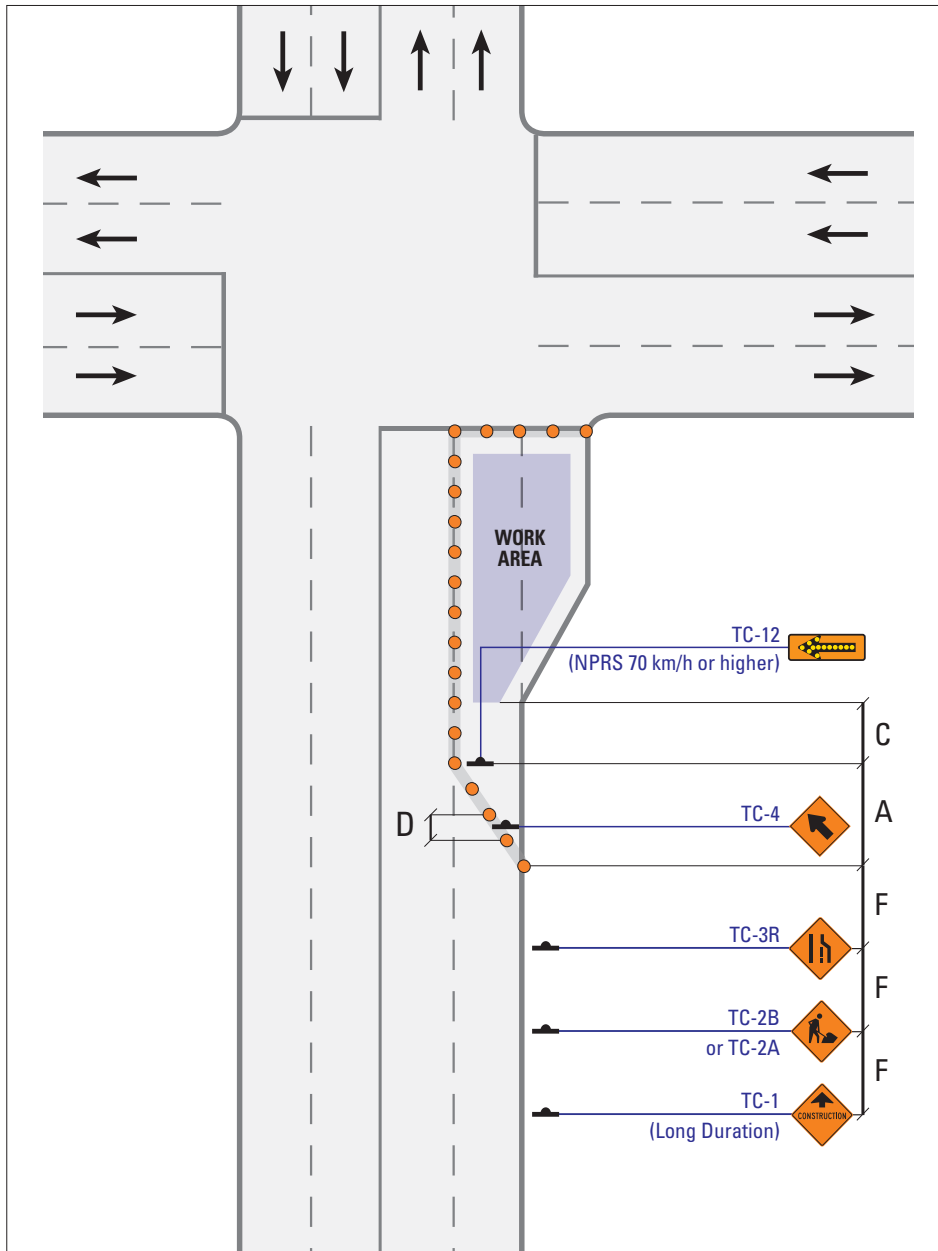 WORK
AREA
TC-12
(NPRS 70 km/h or higher)
C
A
TC-4
D
F
TC-3R
F
TC-2B
or TC-2A
F
TC-1
CONSTRUCTION
(Long Duration)